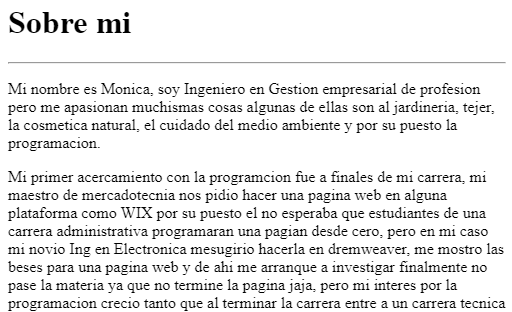 Sobre mi
Mi nombre es Monica, soy Ingeniero en Gestion empresarial de profesion
pero me apasionan muchismas cosas algunas de ellas son al jardineria, tejer,
la cosmetica natural, el cuidado del medio ambiente y por su puesto la
programacion.
Mi primer acercamiento con la programcion fue a finales de mi carrera, mi
maestro de mercadotecnia nos pidio hacer una pagina web en alguna
plataforma como WIX por su puesto el no esperaba que estudiantes de una
carrera administrativa programaran una pagian desde cero, pero en mi caso
mi novio Ing en Electronica mesugirio hacerla en dremweaver, me mostro las
beses para una pagina web y de ahi me arranque a investigar finalmente no
pase la materia ya que no termine la pagina jaja, pero mi interes por la
programacion crecio tanto que al terminar la carrera entre a un carrera tecnica